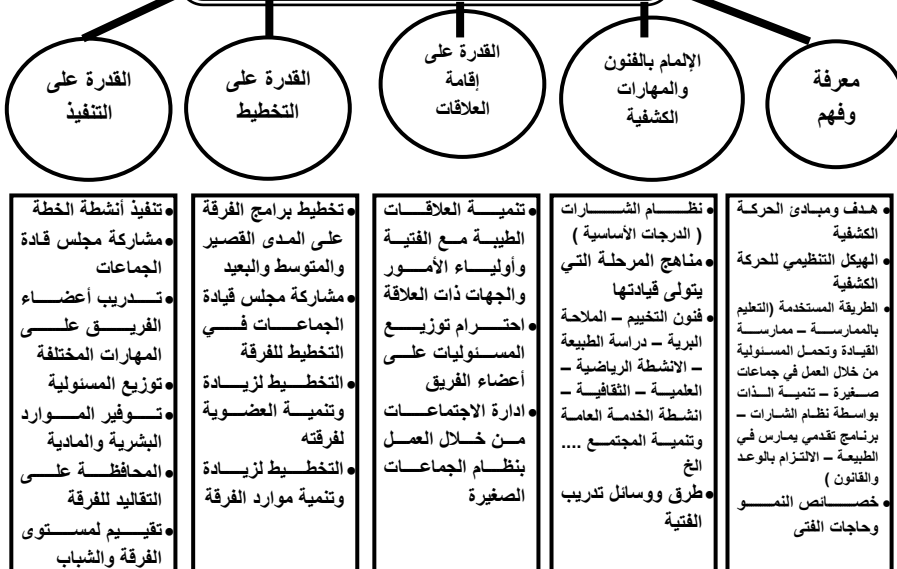 معرفة
وفهم
الإلمام بالفنون
والمهارات
الكشفية
القدرة على
إقامة
العلاقات
القدرة على
التخطيط
القدرة على
التنفيذ
• هدف ومبادئ الحركة
الكشفية
• الهيكل التنظيمي للحركة
الكشفية
• الطريقة المستخدمة (التعليم
بالممارسة – ممارسة
القيادة وتحمل المسئولية
من خلال العمل في جماعات
صغيرة – تنمية الذات
بواسطة نظام الشارات –
برنامج تقدمي يمارس في
الطبيعة – الالتزام بالوعد
والقانون )
• خصائص النمو
وحاجات الفتى
• نظام الشارات
( الدرجات الأساسية )
• مناهج المرحلة التي
يتولى قيادتها
• فنون التخييم – الملاحة
البرية – دراسة الطبيعة
– الانشطة الرياضية –
العلمية – الثقافية –
انشطة الخدمة العامة
وتنمية المجتمع ....
الخ
• طرق ووسائل تدريب
الفتية
• تنمية العلاقات
الطيبة مع الفتية
وأولياء الأمور
والجهات ذات العلاقة
• احترام توزيع
المسئوليات على
أعضاء الفريق
• ادارة الاجتماعات
من خلال العمل
بنظام الجماعات
الصغيرة
• تخطيط برامج الفرقة
على المدى القصير
والمتوسط والبعيد
• مشاركة مجلس قيادة
الجماعات في
التخطيط للفرقة
• التخطيط لزيادة
وتنمية العضوية
لفرقته
• التخطيط لزيادة
وتنمية موارد الفرقة
• تنفيذ أنشطة الخطة
• مشاركة مجلس قادة
الجماعات
• تدريب أعضاء
الفريق على
المهارات المختلفة
• توزيع المسئولية
• توفير الموارد
البشرية والمادية
• المحافظة على
التقاليد للفرقة
• تقييم لمستوى
الفرقة والشباب